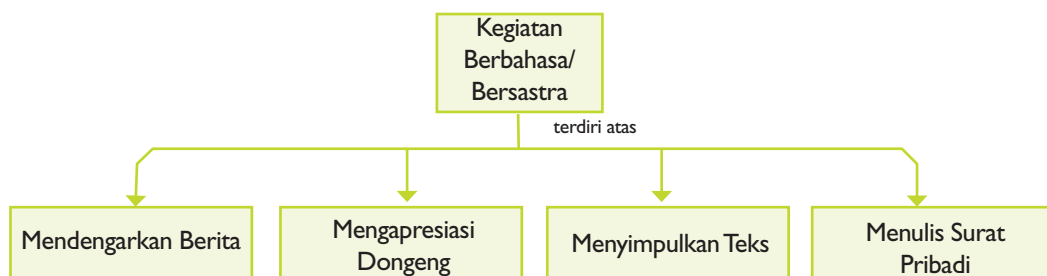 Kegiatan
Berbahasa/
Bersastra
terdiri atas
Mendengarkan Berita
Mengapresiasi
Dongeng
Menyimpulkan Teks
Menulis Surat
Pribadi